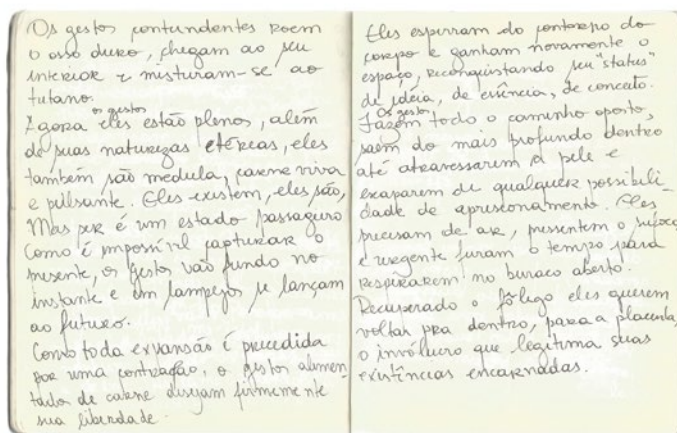 Os gestos contundentes roem
o osso duro, chegam ao seu
interior e misturam-se ao
tutano.
os gestos
Agora eles estão plenos, além
de suas naturezas etéreas, eles
também são medula, carne viva
e pulsante. Eles existem, eles são,
Mas ser é um estado passageiro
Como é impossível capturar o
presente, os gestos vão fundo no
instante e em lampejos se lançam
ao futuro.
Como toda expansão é precedida
por uma contração, o gestos alimen-
tados de carne desejam firmemente
sua liberdade.
Eles espirram do contorno do
corpo e ganham novamente o
espaço, reconquistando seu "status"
de idéia, de essência, de conceito.
Os gestos
Fazem todo o caminho oposto,
saem do mais profundo dentro
até atravessarem a pele e
escaparem de qualquer possibili-
dade de aprisionamento. Eles
precisam de ar, pressentem o sufoco
e urgente furam o tempo para
respirarem no buraco aberto.
Recuperado o fôlego eles querem
voltar pra dentro, para a placenta,
o invólucro que legitima suas
existências encarnadas.